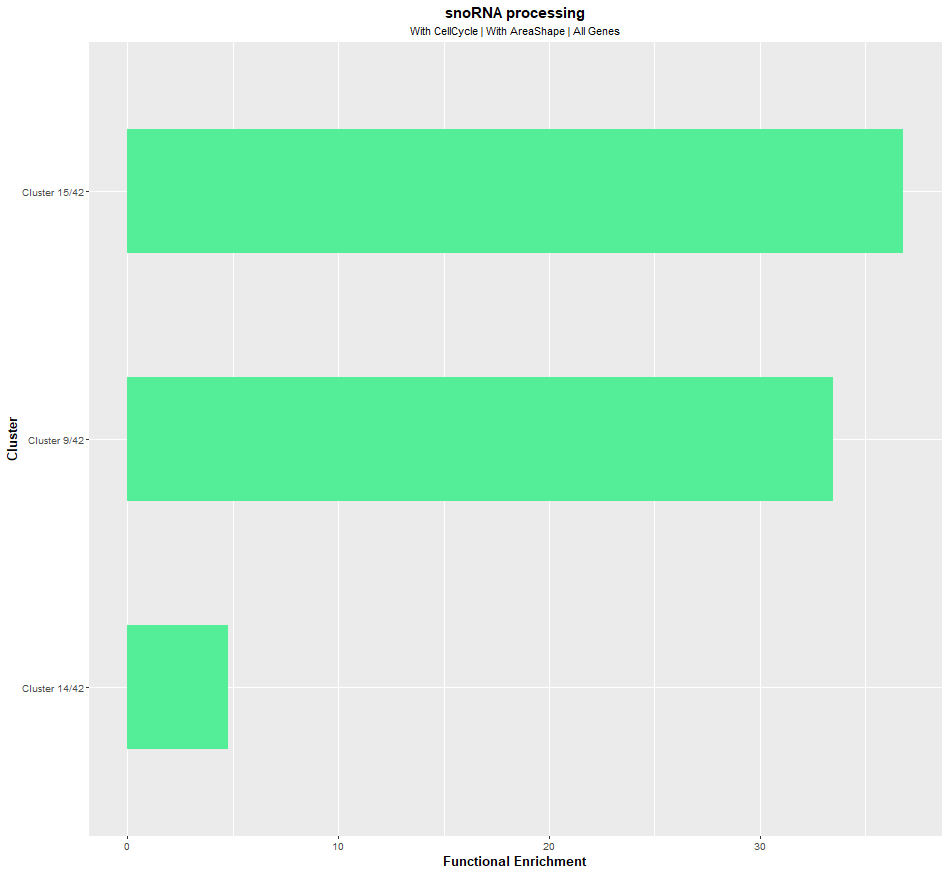 snoRNA processing
With CellCycle | With AreaShape | All Genes
Cluster
Cluster 15/42
Cluster 9/42
Cluster 14/42
0 10 20 30
Functional Enrichment